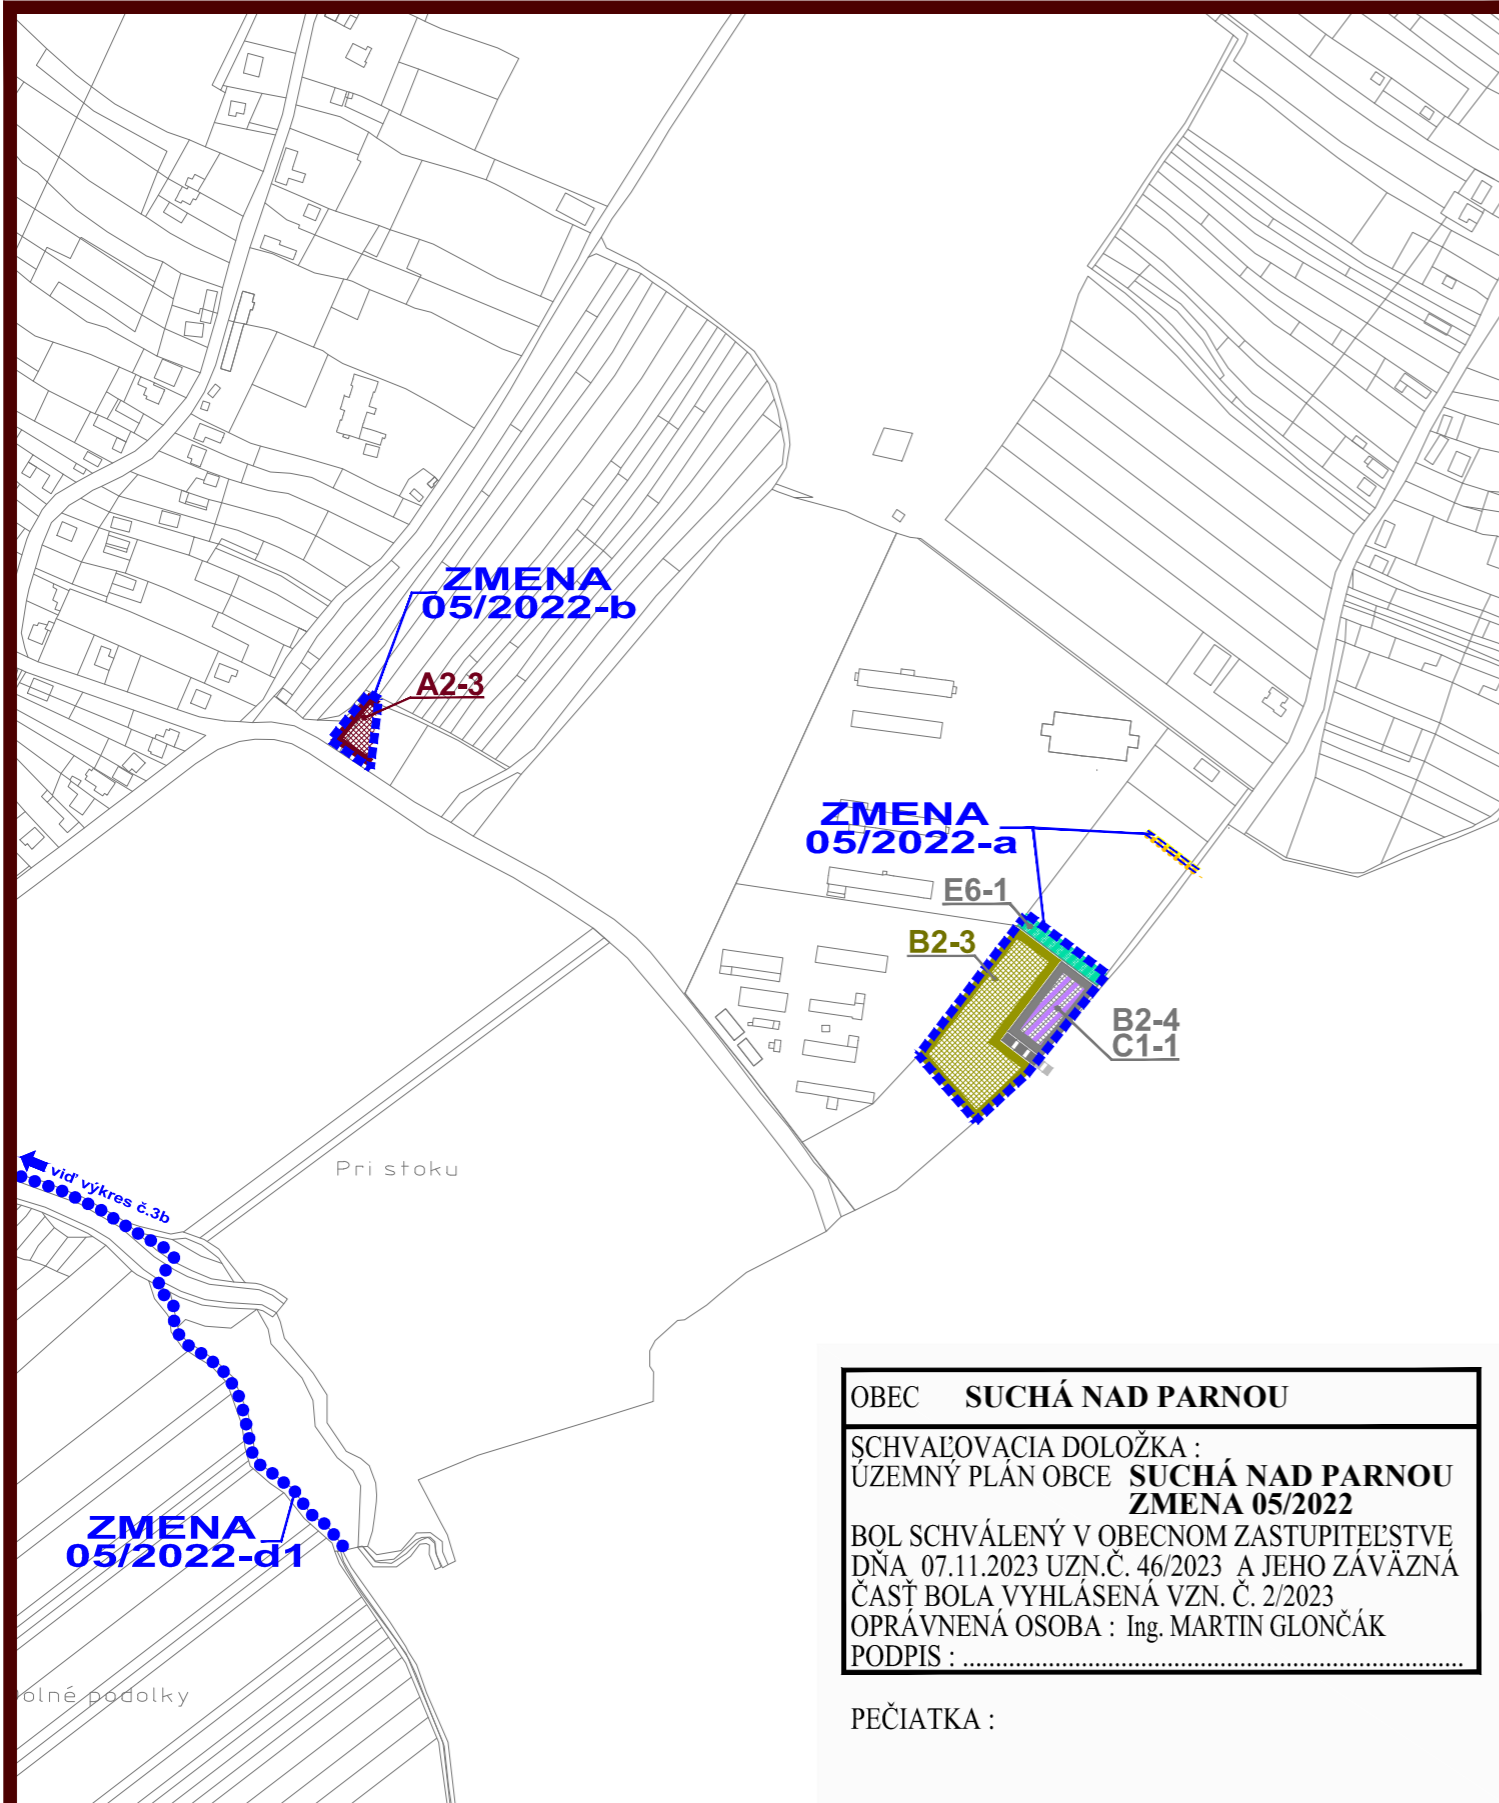 ZMENA
05/2022-b
A2-3
ZMENA
05/2022-a
E6-1
B2-3
B2-4
C1-1
Pri stoku
viď výkres č.3b
ZMENA
05/2022-d1
olné podolky
OBEC SUCHÁ NAD PARNOU
SCHVAĽOVACIA DOLOŽKA :
ÚZEMNÝ PLÁN OBCE SUCHÁ NAD PARNOU
ZMENA 05/2022
BOL SCHVÁLENÝ V OBECNOM ZASTUPITEĽSTVE
DŇA 07.11.2023 UZN.Č. 46/2023 A JEHO ZÁVÄZNÁ
ČASŤ BOLA VYHLÁSENÁ VZN. Č. 2/2023
OPRÁVNENÁ OSOBA : Ing. MARTIN GLONČÁK
PODPIS : ..........................................................................
PEČIATKA :